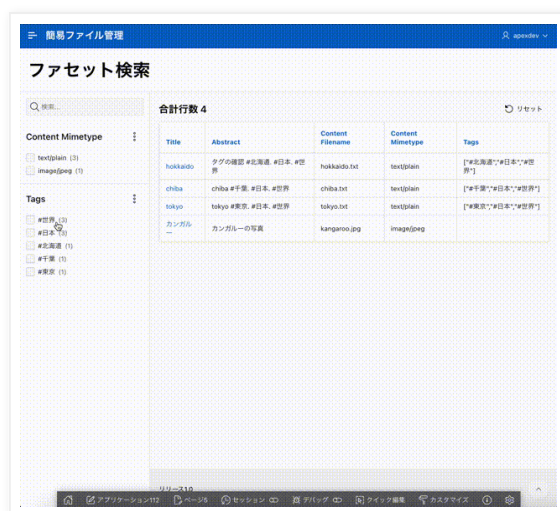 簡易ファイル管理
apexdev
ファセット検索
検索...
合計行数 4
リセット
Content Mimetype
text/plain (3)
image/jpeg (1)
Tags
#世界 (3)
#日本 (3)
#北海道 (1)
#千葉 (1)
#東京 (1)
Title Abstract Content Filename Content Mimetype Tags
hokkaido タグの確認 #北海道. #日本. #世界 hokkaido.txt text/plain ["#北海道","#日本","#世界"]
chiba chiba #千葉. #日本. #世界 chiba.txt text/plain ["#千葉","#日本","#世界"]
tokyo tokyo #東京. #日本. #世界 tokyo.txt text/plain ["#東京","#日本","#世界"]
カンガルー カンガルーの写真 kangaroo.jpg image/jpeg
リリース1.0
アプリケーション112 ページ5 セッション デバッグ クイック編集 カスタマイズ